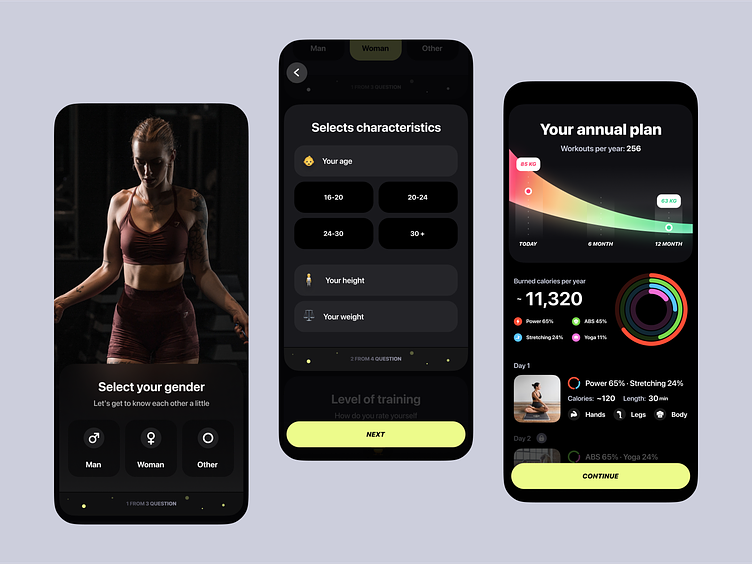 Select your gender
Let's get to know each other a little
Man
Woman
Other
1 FROM 3 QUESTION
Man
Woman
Other
1 FROM 3 QUESTION
Selects characteristics
Your age
16-20
20-24
24-30
30 +
Your height
Your weight
2 FROM 4 QUESTION
Level of training
How do you rate yourself
NEXT
Your annual plan
Workouts per year: 256
85 KG
63 KG
TODAY
6 MONTH
12 MONTH
Burned calories per year
~ 11,320
Power 65%
ABS 45%
Stretching 24%
Yoga 11%
Day 1
Power 65% · Stretching 24%
Calories: ~120 Length: 30 min
Hands
Legs
Body
Day 2
ABS 65% · Yoga 24%
CONTINUE